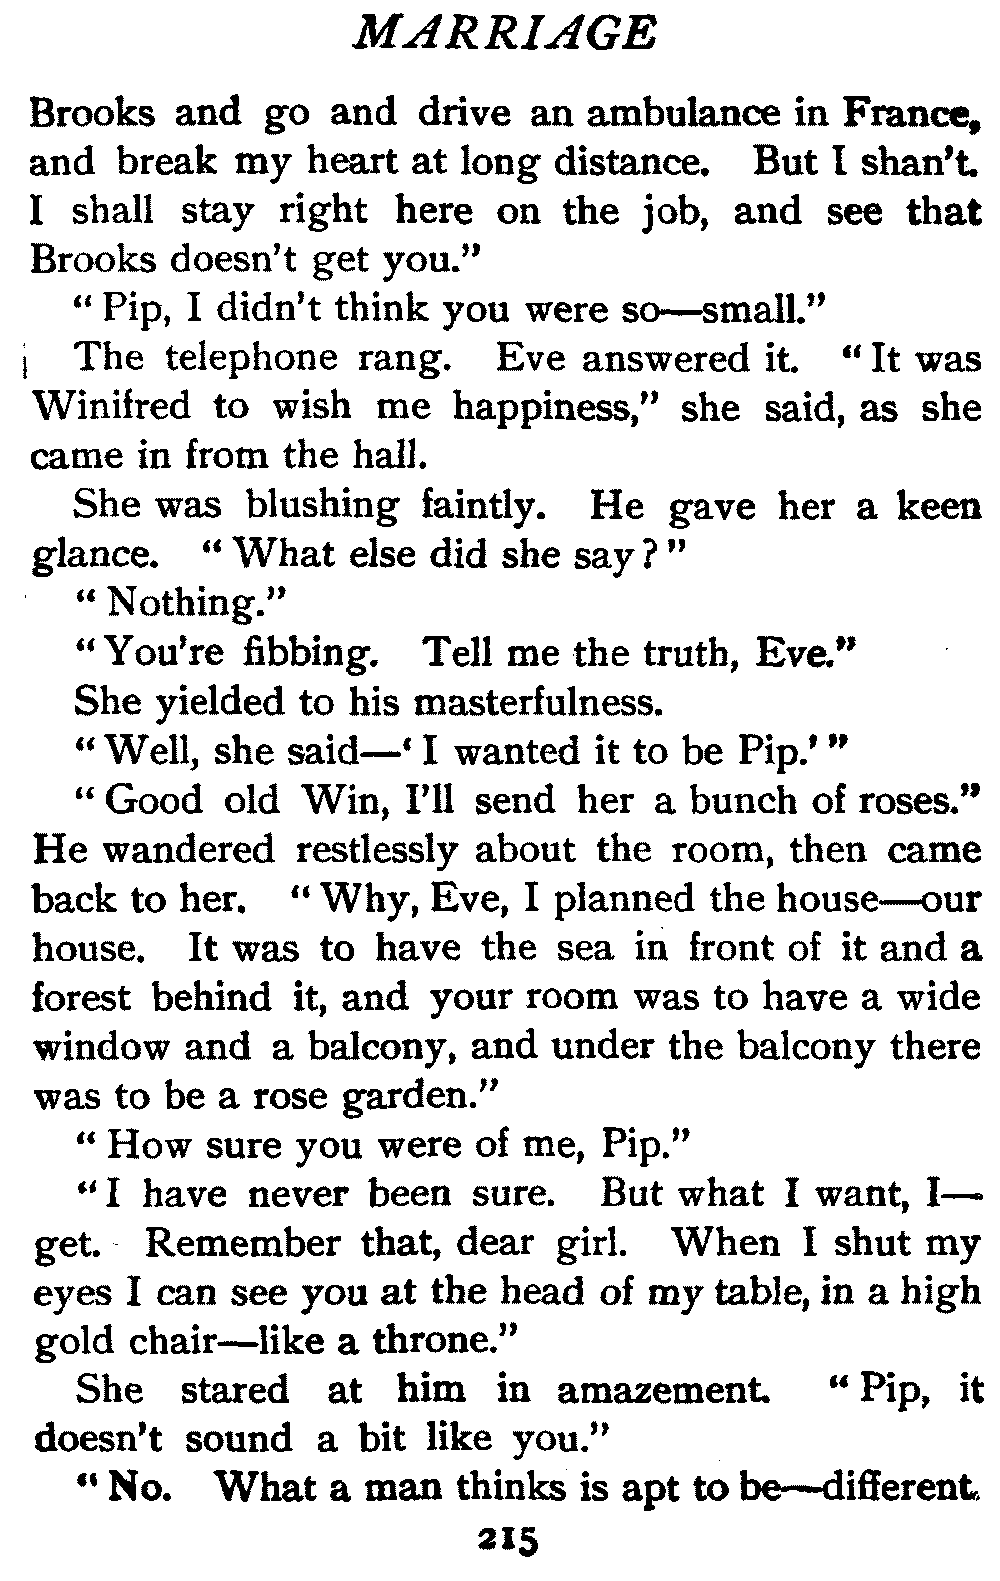 MARRIAGE
Brooks and go and drive an ambulance in France,
and break my heart at long distance. But I shan't.
I shall stay right here on the job, and see that
Brooks doesn't get you."
"Pip, I didn't think you were so—small."
The telephone rang. Eve answered it. "It was
Winifred to wish me happiness," she said, as she
came in from the hall.
She was blushing faintly. He gave her a keen
glance. "What else did she say?"
"Nothing."
"You're fibbing. Tell me the truth, Eve."
She yielded to his masterfulness.
"Well, she said—'I wanted it to be Pip.'"
"Good old Win, I'll send her a bunch of roses."
He wandered restlessly about the room, then came
back to her. "Why, Eve, I planned the house—our
house. It was to have the sea in front of it and a
forest behind it, and your room was to have a wide
window and a balcony, and under the balcony there
was to be a rose garden."
"How sure you were of me, Pip."
"I have never been sure. But what I want, I—
get. Remember that, dear girl. When I shut my
eyes I can see you at the head of my table, in a high
gold chair—like a throne."
She stared at him in amazement. "Pip, it
doesn't sound a bit like you."
"No. What a man thinks is apt to be—different.
215